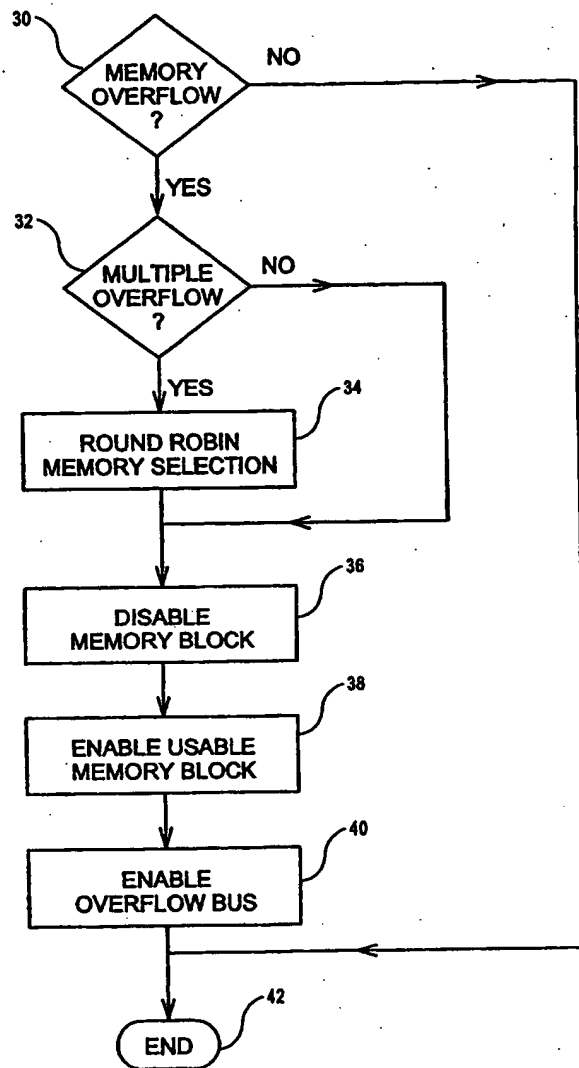 30
MEMORY
OVERFLOW
?
NO
YES
32
MULTIPLE
OVERFLOW
?
NO
YES
34
ROUND ROBIN
MEMORY SELECTION
36
DISABLE
MEMORY BLOCK
38
ENABLE USABLE
MEMORY BLOCK
40
ENABLE
OVERFLOW BUS
42
END